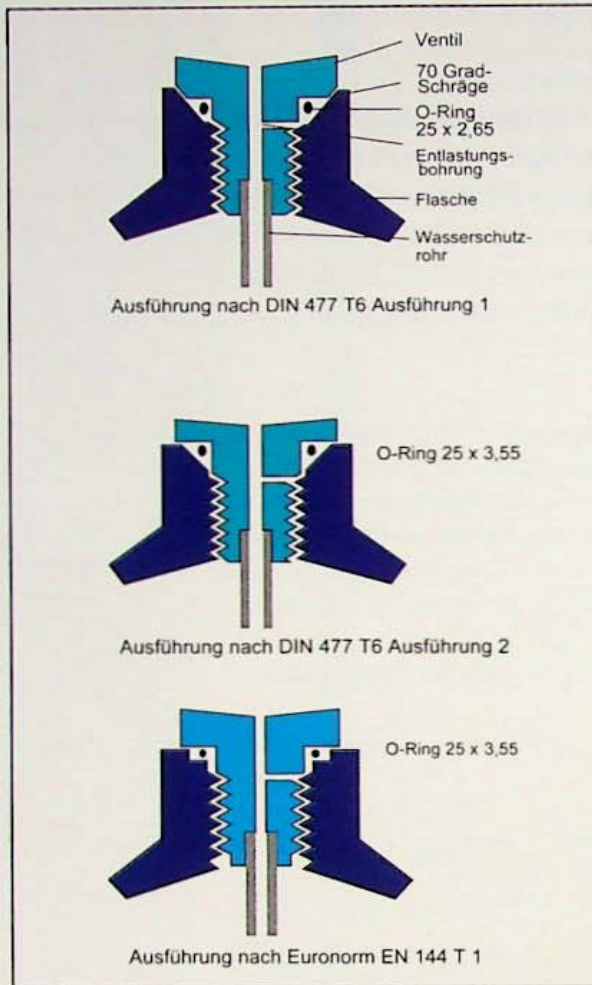 Ventil
70 Grad-
Schräge
O-Ring
25 x 2,65
Entlastungs-
bohrung
Flasche
Wasserschutz-
rohr
Ausführung nach DIN 477 T6 Ausführung 1
O-Ring 25 x 3,55
Ausführung nach DIN 477 T6 Ausführung 2
O-Ring 25 x 3,55
Ausführung nach Euronorm EN 144 T 1